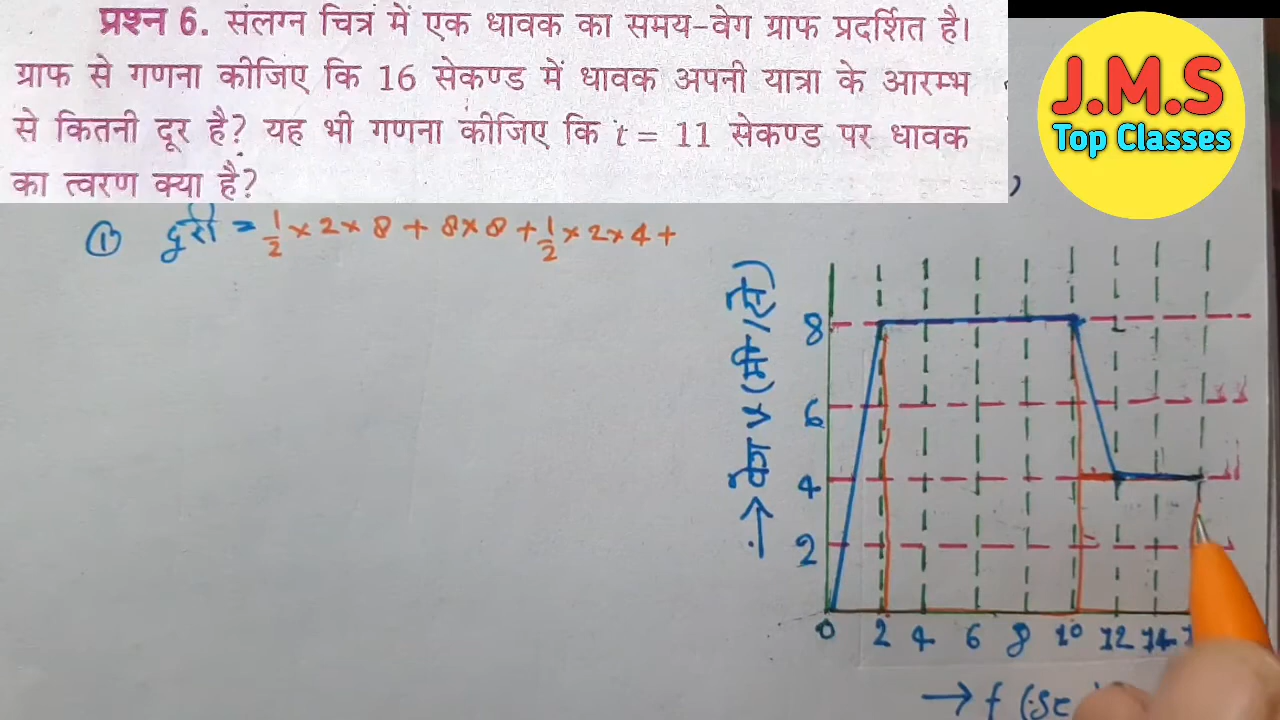 प्रश्न 6. संलग्न चित्र में एक धावक का समय-वेग ग्राफ प्रदर्शित है।
ग्राफ से गणना कीजिए कि 16 सेकण्ड में धावक अपनी यात्रा के आरम्भ
से कितनी दूर है? यह भी गणना कीजिए कि t = 11 सेकण्ड पर धावक
का त्वरण क्या है?
J.M.S
Top Classes
① दूरी = 1/2 × 2 × 8 + 8 × 8 + 1/2 × 2 × 4 +
→ वेग v (मी/से)
8
6
4
2
0 2 4 6 8 10 12 14
→ t (se